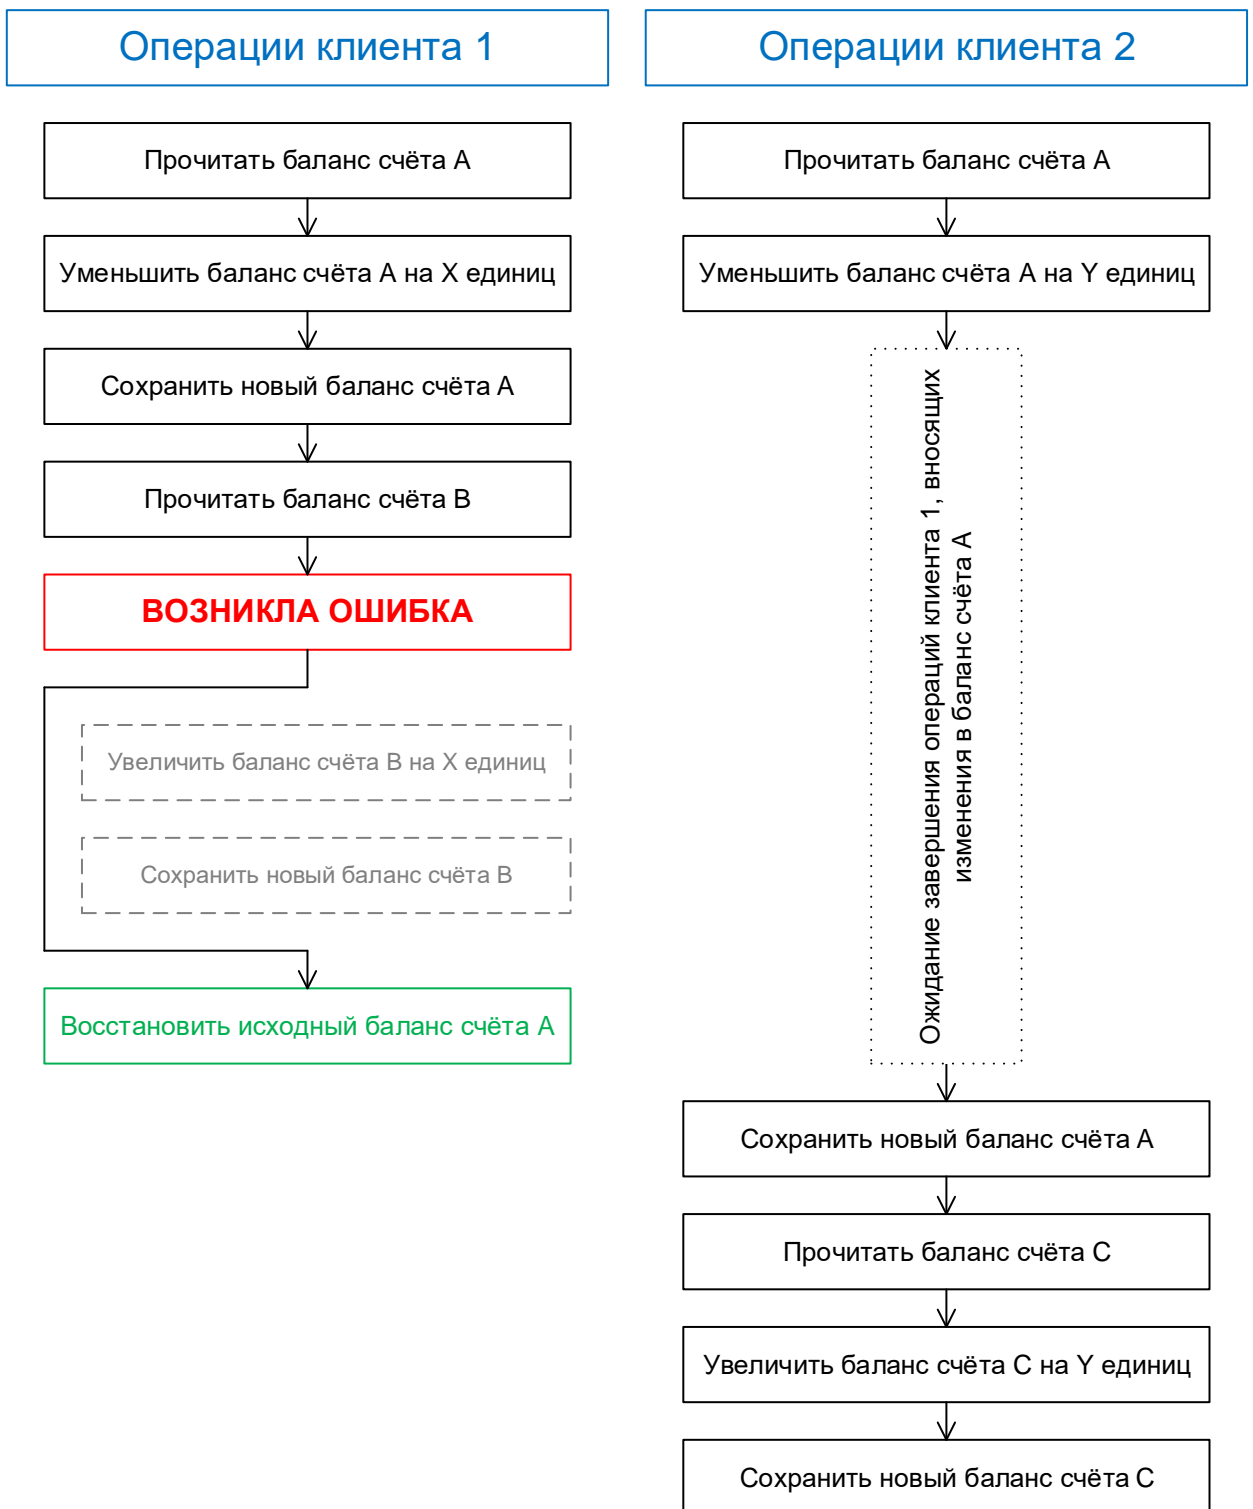 Операции клиента 1
Прочитать баланс счёта A
Уменьшить баланс счёта A на X единиц
Сохранить новый баланс счёта A
Прочитать баланс счёта B
ВОЗНИКЛА ОШИБКА
Увеличить баланс счёта B на X единиц
Сохранить новый баланс счёта B
Восстановить исходный баланс счёта A
Операции клиента 2
Прочитать баланс счёта A
Уменьшить баланс счёта A на Y единиц
Ожидание завершения операций клиента 1, вносящих
изменения в баланс счёта A
Сохранить новый баланс счёта A
Прочитать баланс счёта C
Увеличить баланс счёта C на Y единиц
Сохранить новый баланс счёта C